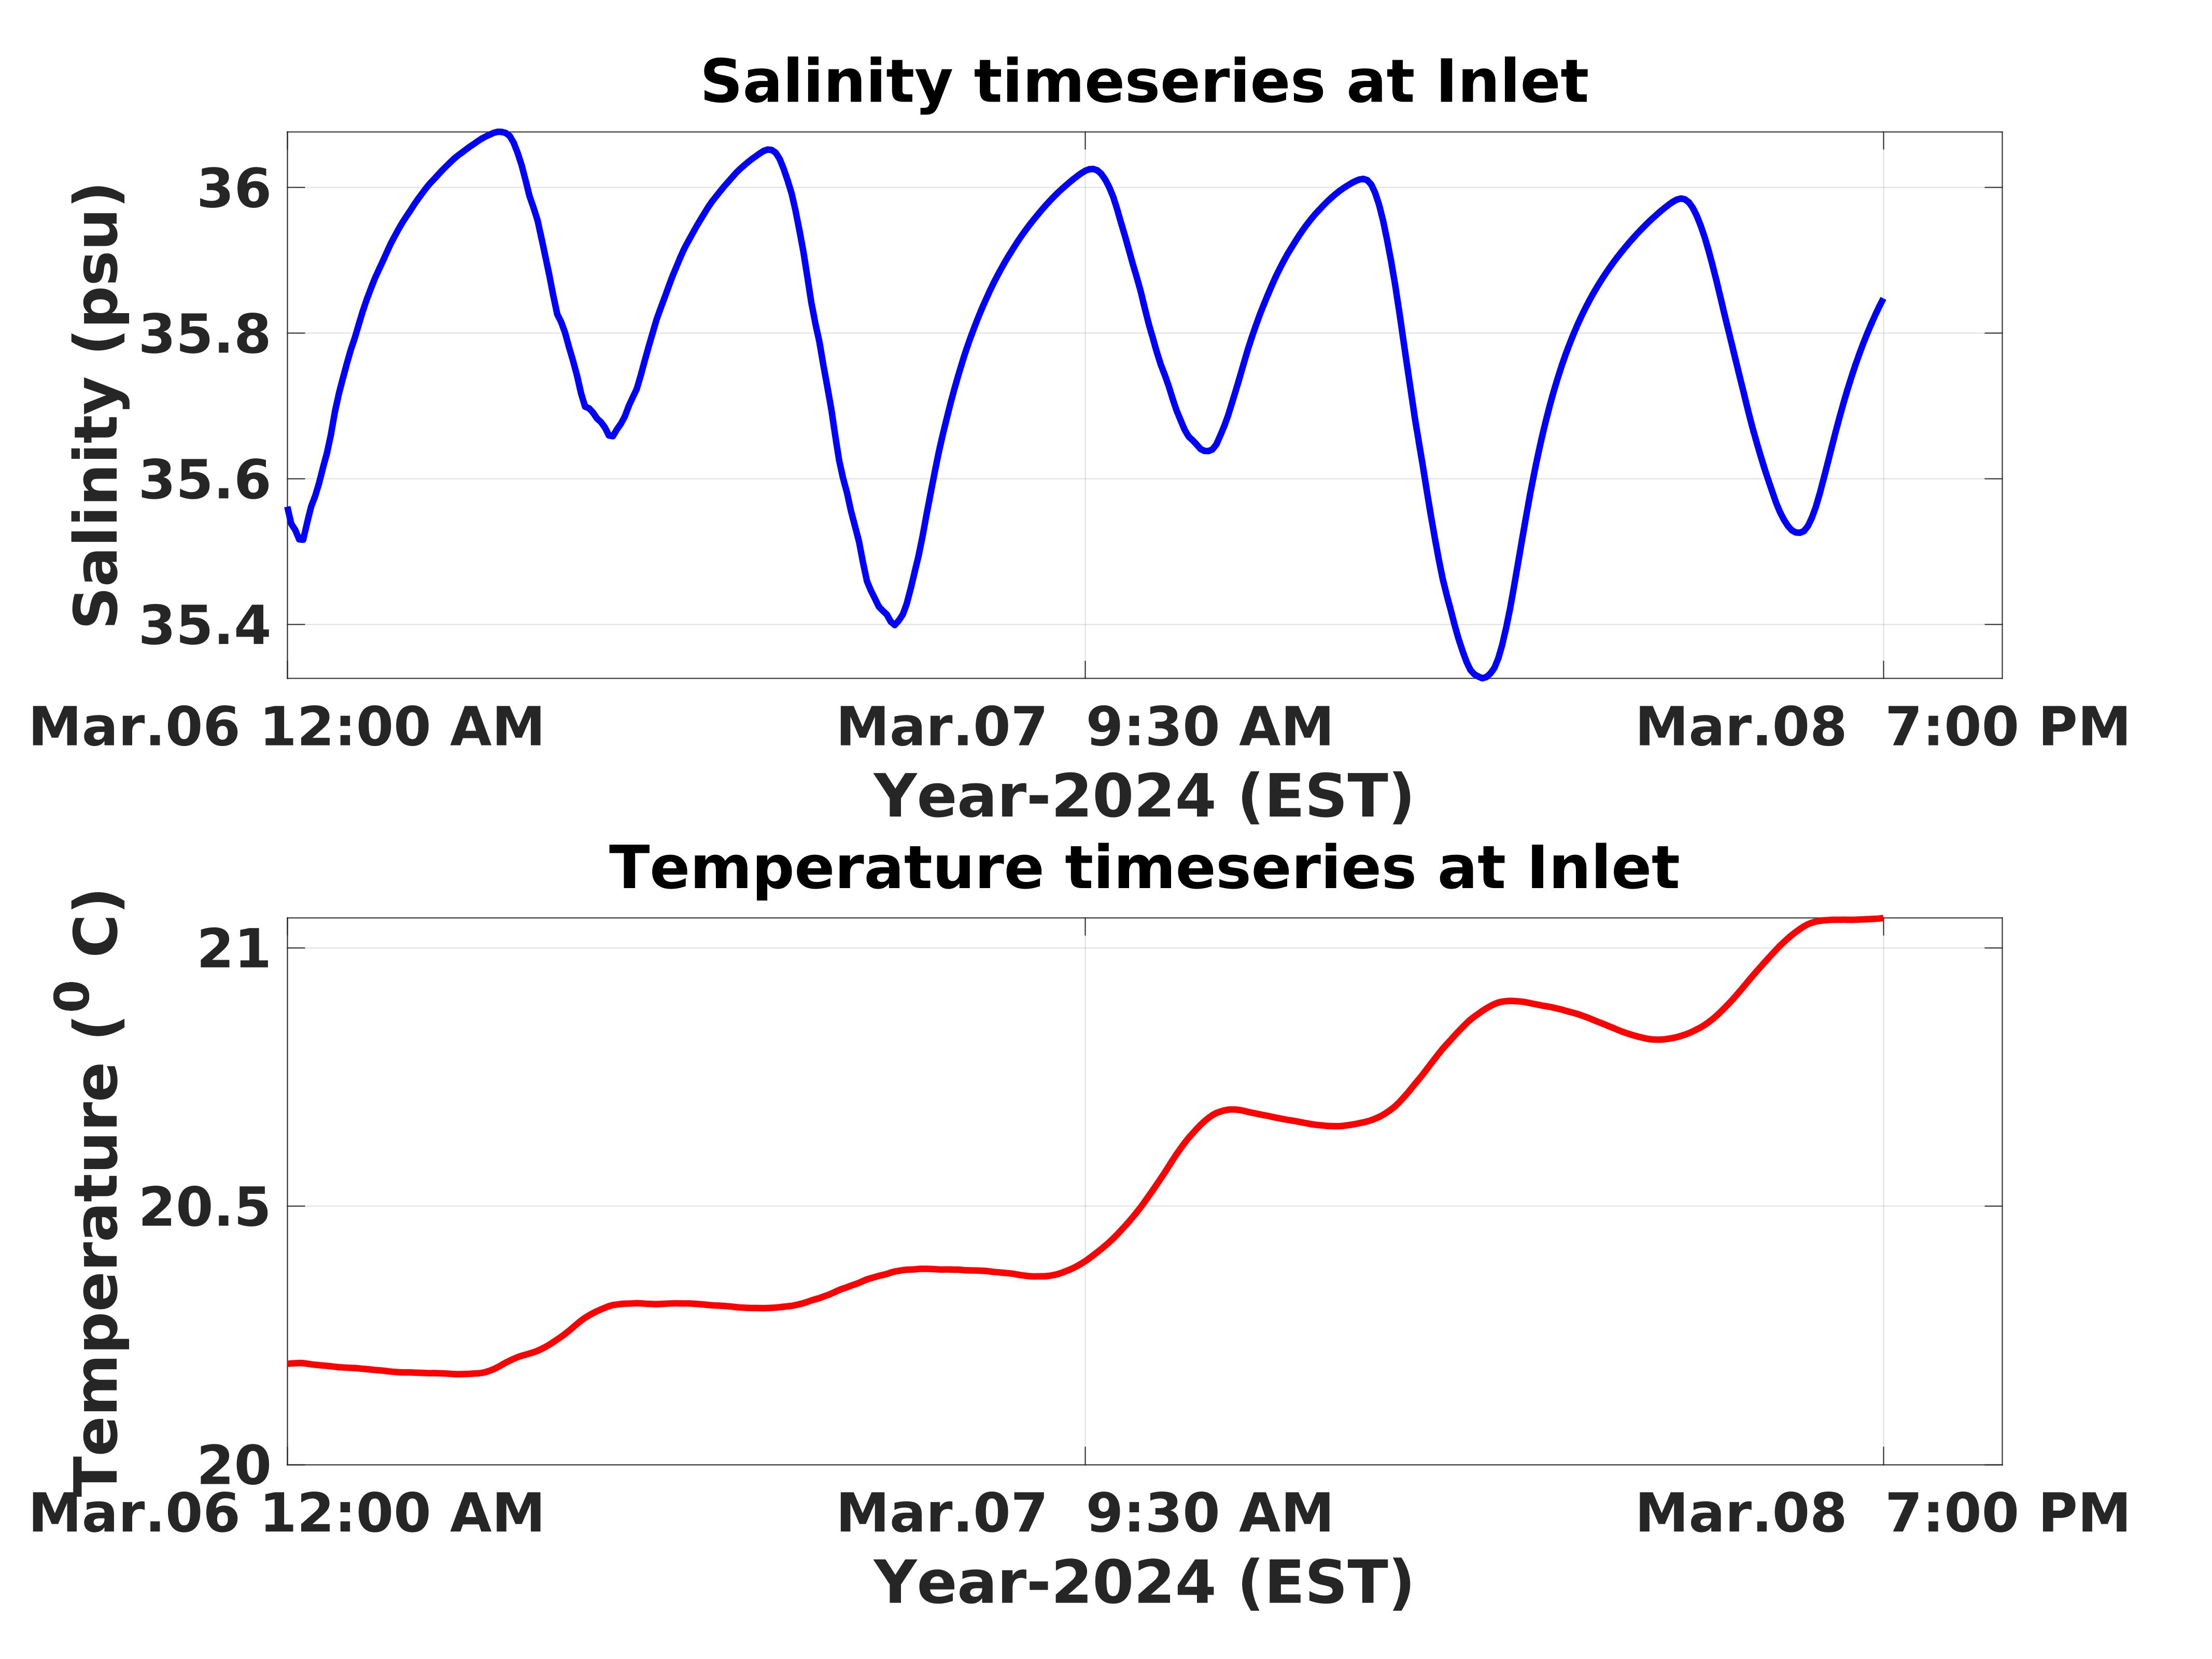 Salinity timeseries at Inlet
Salinity (psu)
36
35.8
35.6
35.4
Mar.06 12:00 AM Mar.07  9:30 AM Mar.08  7:00 PM
Year-2024 (EST)
Temperature timeseries at Inlet
Temperature (⁰ C)
21
20.5
20
Mar.06 12:00 AM Mar.07  9:30 AM Mar.08  7:00 PM
Year-2024 (EST)